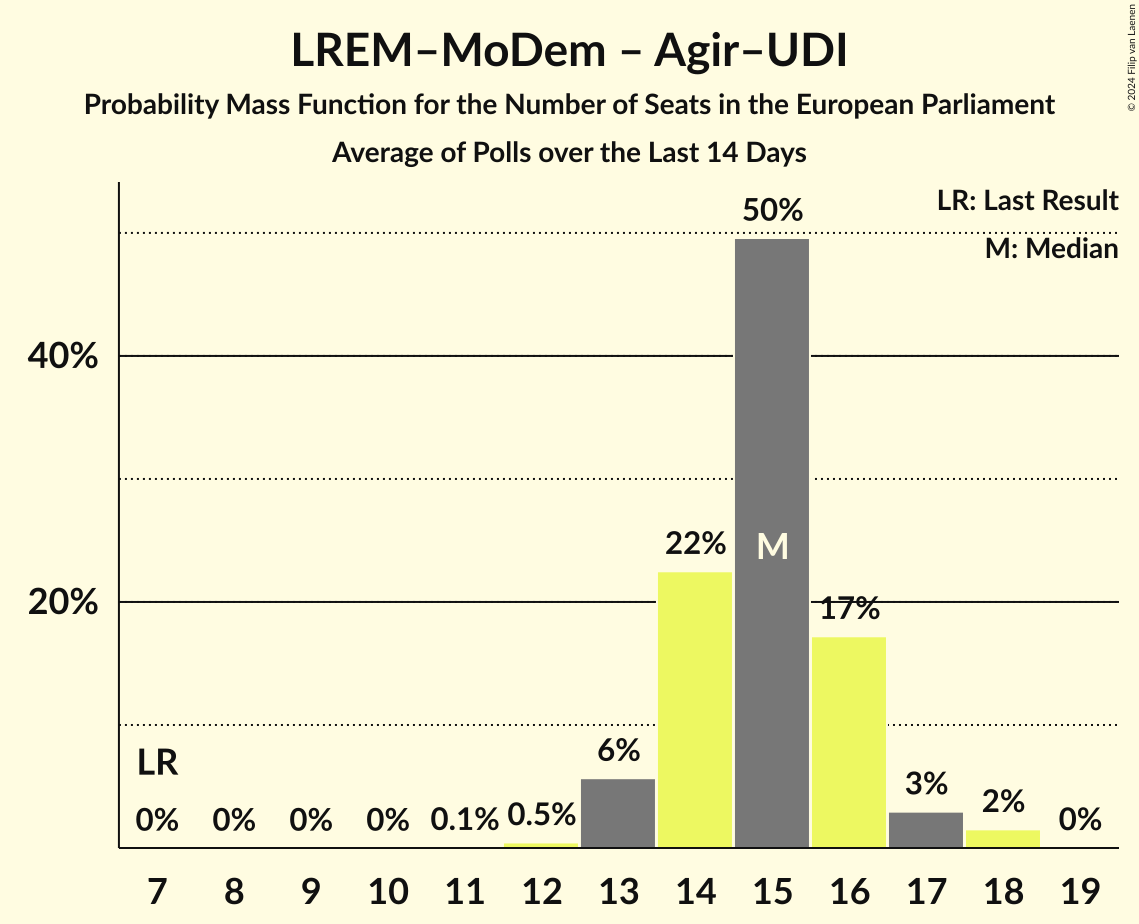 LREM–MoDem – Agir–UDI
Probability Mass Function for the Number of Seats in the European Parliament
Average of Polls over the Last 14 Days
© 2024 Filip van Laenen
LR: Last Result
M: Median
50%
40%
22%
M
20%
17%
6%
LR
3%
2%
0% 0% 0% 0% 0.1% 0.5% 0%
7 8 9 10 11 12 13 14 15 16 17 18 19